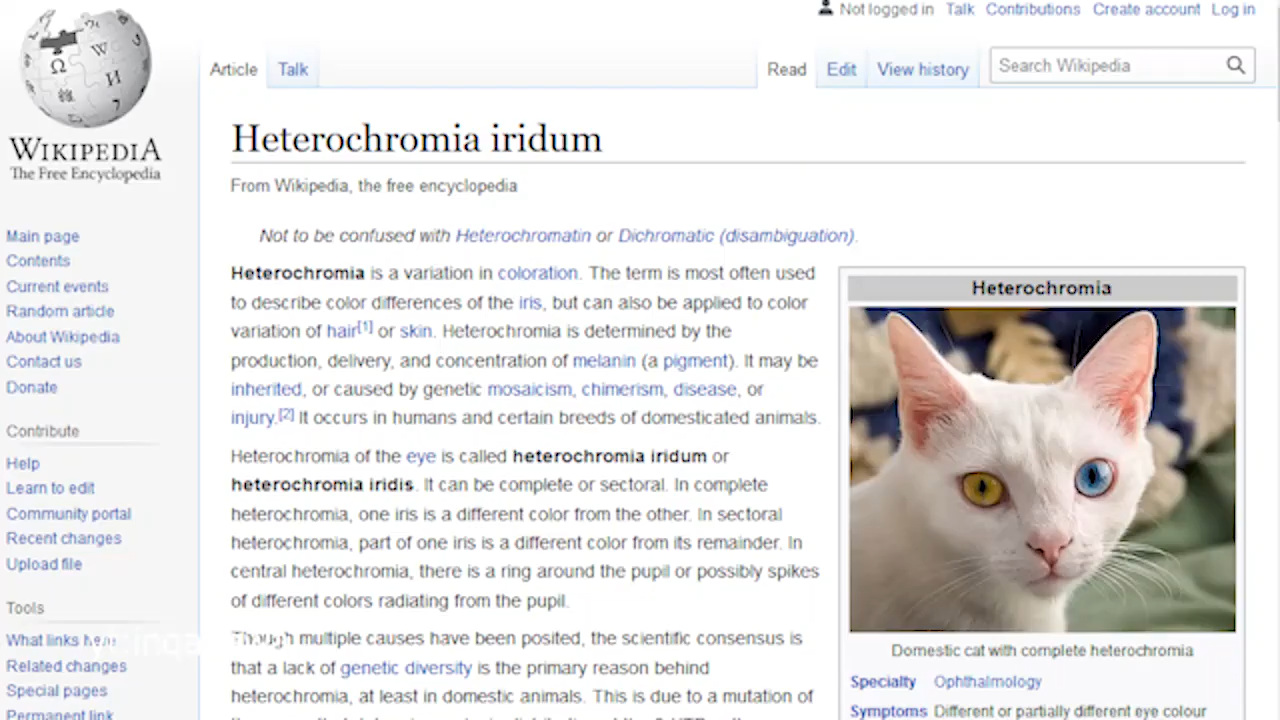 Not logged in Talk Contributions Create account Log in
Article Talk Read Edit View history Search Wikipedia
WIKIPEDIA
The Free Encyclopedia
Main page
Contents
Current events
Random article
About Wikipedia
Contact us
Donate
Contribute
Help
Learn to edit
Community portal
Recent changes
Upload file
Tools
What links here
Related changes
Special pages
Permanent link
Heterochromia iridum
From Wikipedia, the free encyclopedia
Not to be confused with Heterochromatin or Dichromatic (disambiguation).
Heterochromia is a variation in coloration. The term is most often used
to describe color differences of the iris, but can also be applied to color
variation of hair[1] or skin. Heterochromia is determined by the
production, delivery, and concentration of melanin (a pigment). It may be
inherited, or caused by genetic mosaicism, chimerism, disease, or
injury.[2] It occurs in humans and certain breeds of domesticated animals.
Heterochromia of the eye is called heterochromia iridum or
heterochromia iridis. It can be complete or sectoral. In complete
heterochromia, one iris is a different color from the other. In sectoral
heterochromia, part of one iris is a different color from its remainder. In
central heterochromia, there is a ring around the pupil or possibly spikes
of different colors radiating from the pupil.
Though multiple causes have been posited, the scientific consensus is
that a lack of genetic diversity is the primary reason behind
heterochromia, at least in domestic animals. This is due to a mutation of
Heterochromia
Domestic cat with complete heterochromia
Specialty Ophthalmology
Symptoms Different or partially different eye colour